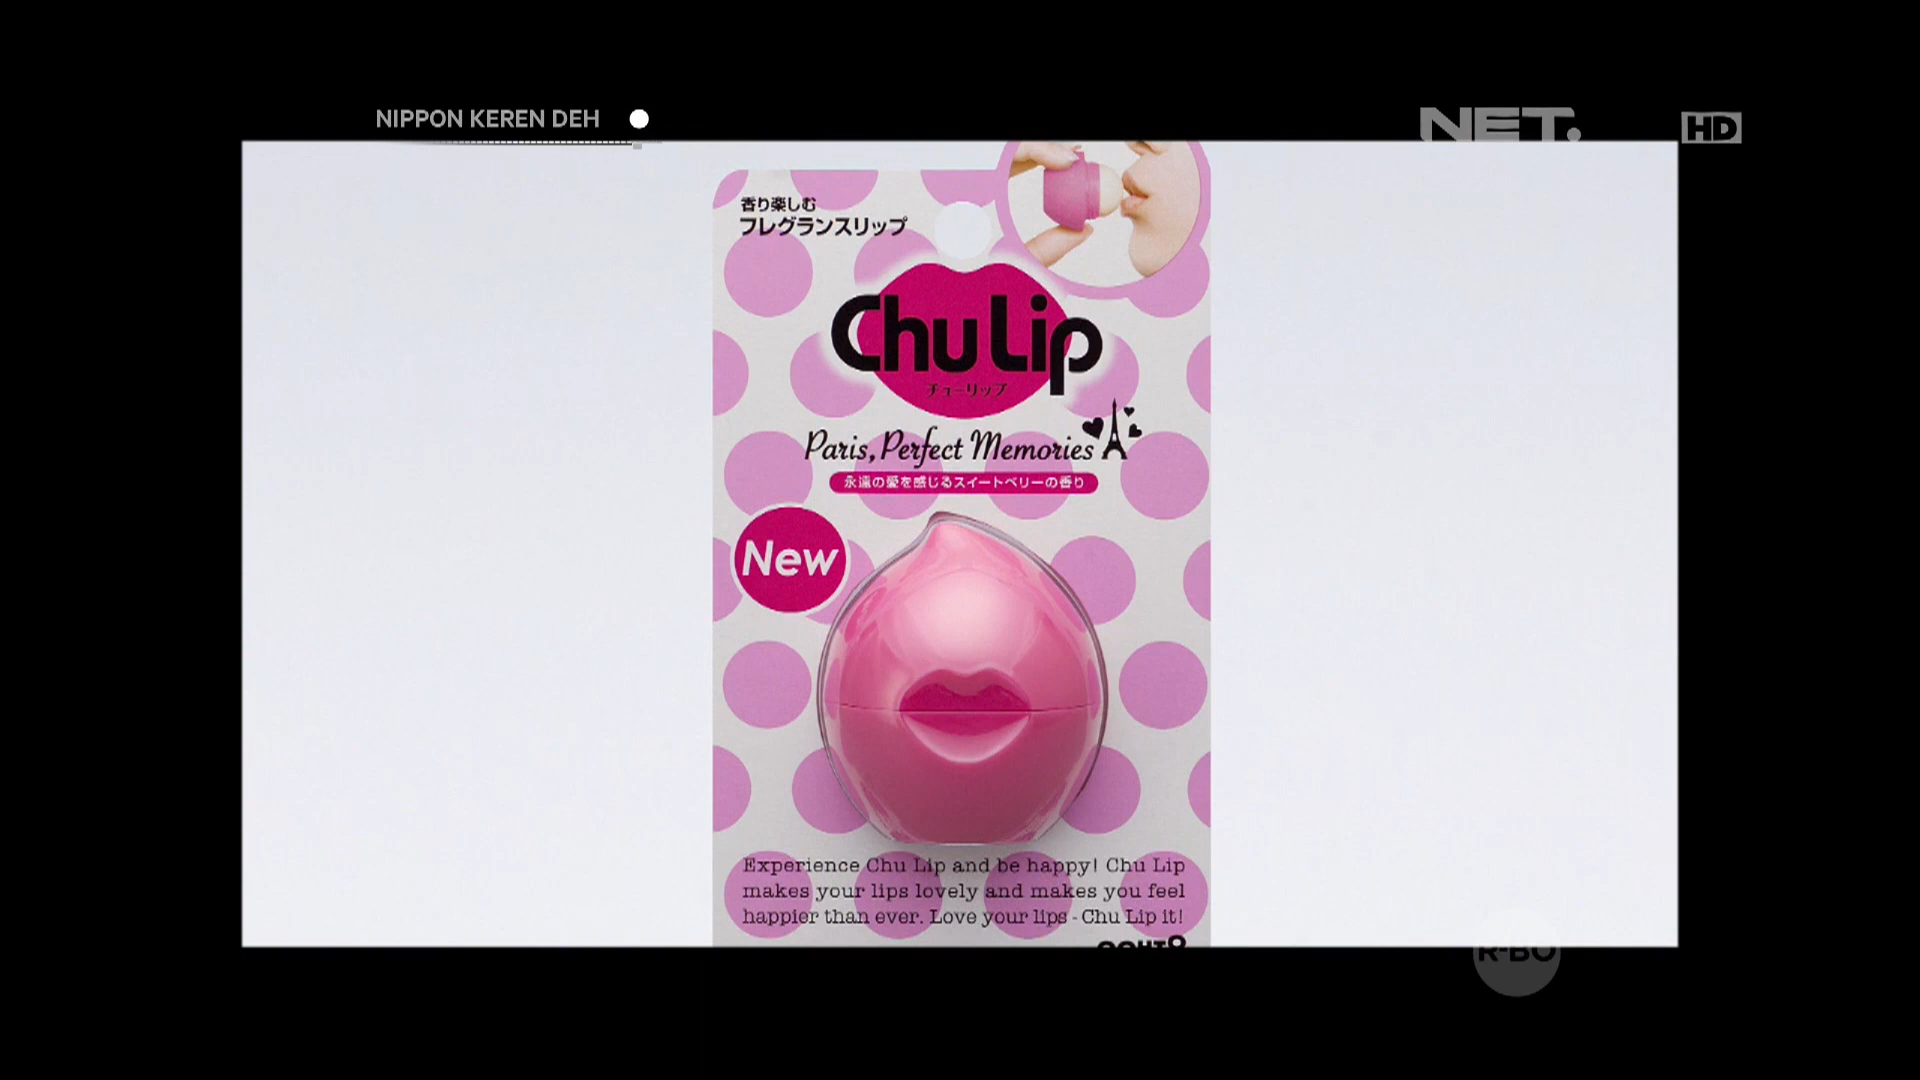 NIPPON KEREN DEH
NET.
HD
香り楽しむ
フレグランスリップ
Chu Lip
チューリップ
Paris, Perfect Memories
永遠の愛を感じるスイートベリーの香り
New
Experience Chu Lip and be happy! Chu Lip
makes your lips lovely and makes you feel
happier than ever. Love your lips - Chu Lip it!
R-BO